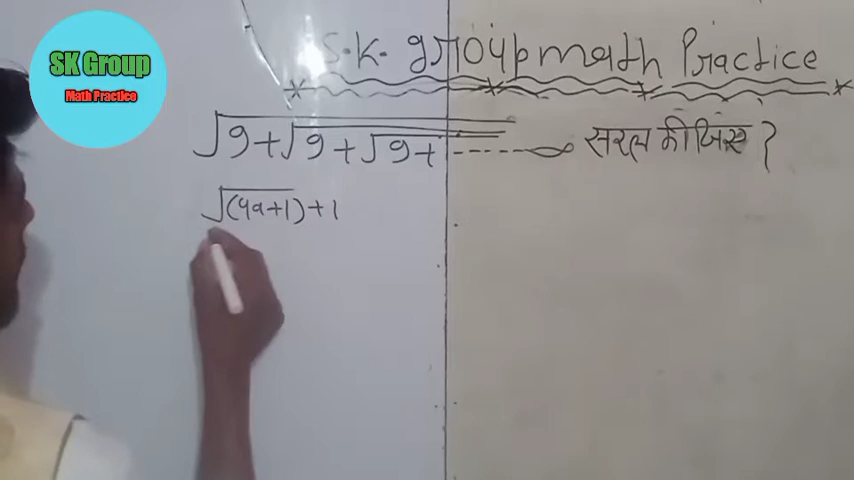 SK Group
Math Practice
S.K. group math Practice
√9+√9+√9+-----∞ सरल कीजिए ?
√(4a+1)+1